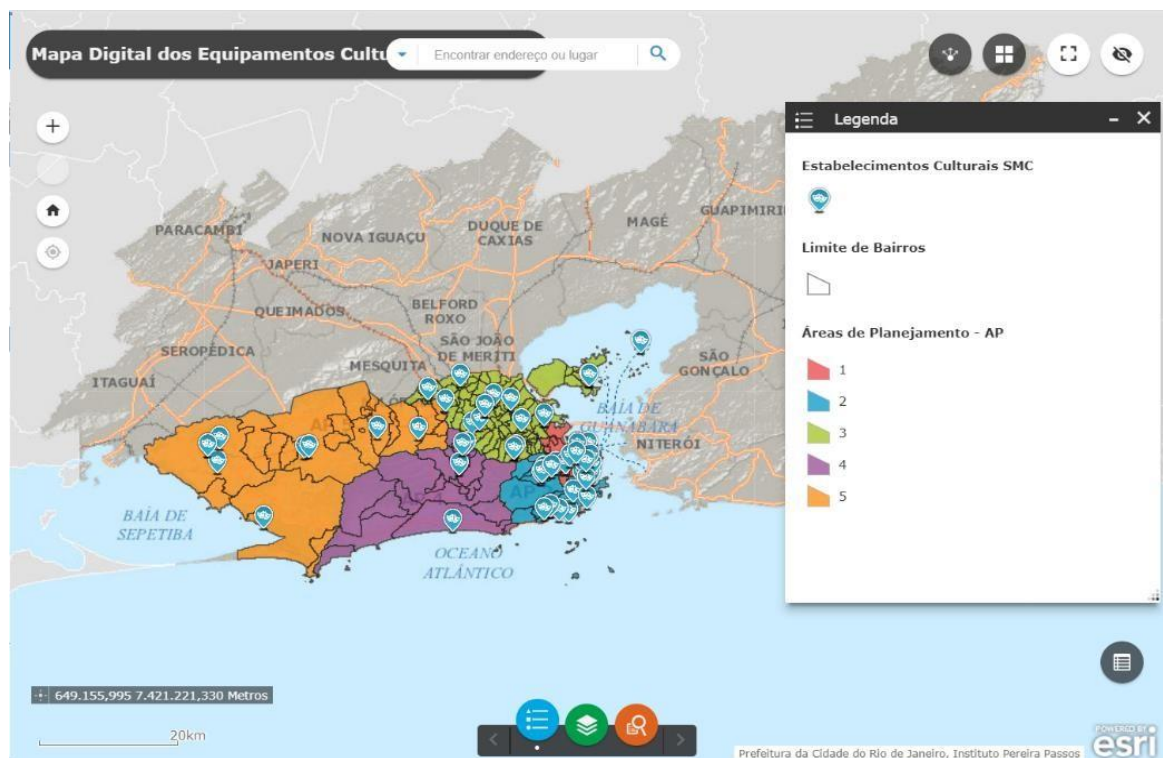 Mapa Digital dos Equipamentos Cultu
Encontrar endereço ou lugar
Legenda
Estabelecimentos Culturais SMC
Limite de Bairros
Áreas de Planejamento - AP
1
2
3
4
5
PARACAMBI
NOVA IGUAÇU
DUQUE DE
CAXIAS
MAGÉ
GUAPIMIRI
JAPERI
QUEIMADOS
BELFORD
ROXO
SÃO JOÃO
DE MERITI
SEROPÉDICA
MESQUITA
SÃO
GONÇALO
ITAGUAÍ
BAÍA DE
GUANABARA
NITERÓI
AP
BAÍA DE
SEPETIBA
OCEANO
ATLÂNTICO
649.155,995 7.421.221,330 Metros
20km
Prefeitura da Cidade do Rio de Janeiro, Instituto Pereira Passos
POWERED BY
esri